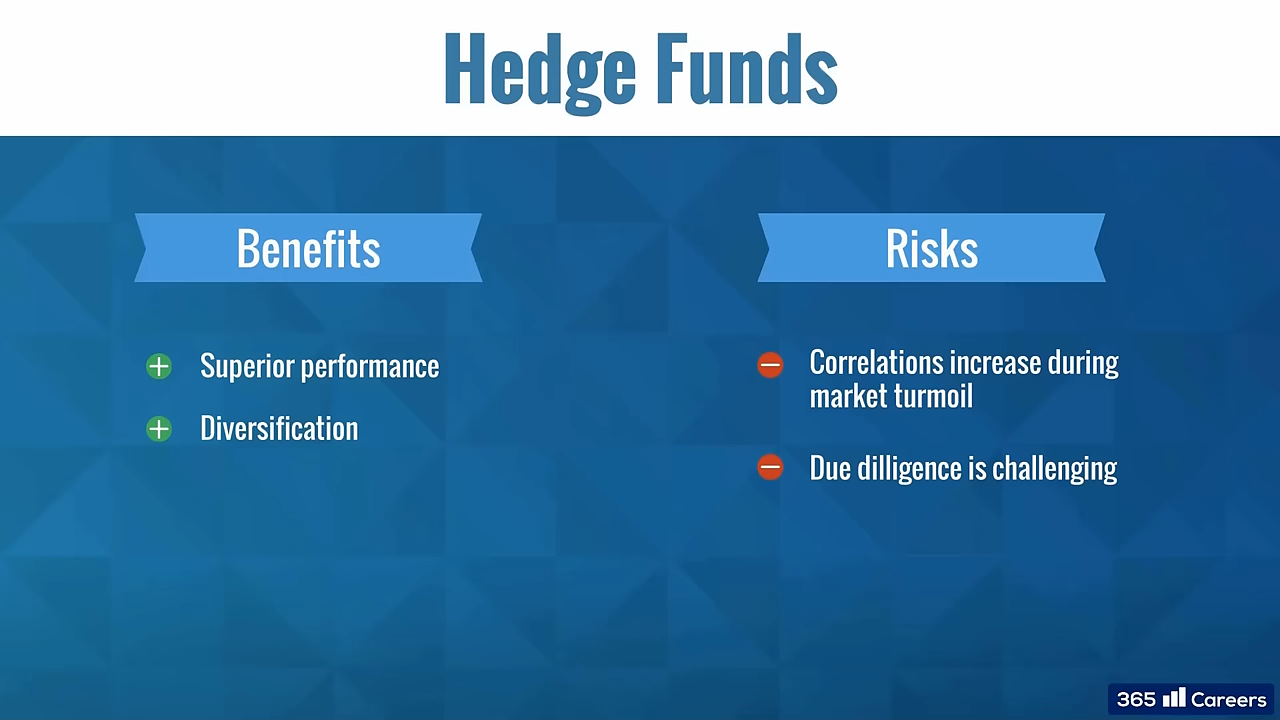 Hedge Funds
Benefits
Superior performance
Diversification
Risks
Correlations increase during
market turmoil
Due dilligence is challenging
365 Careers